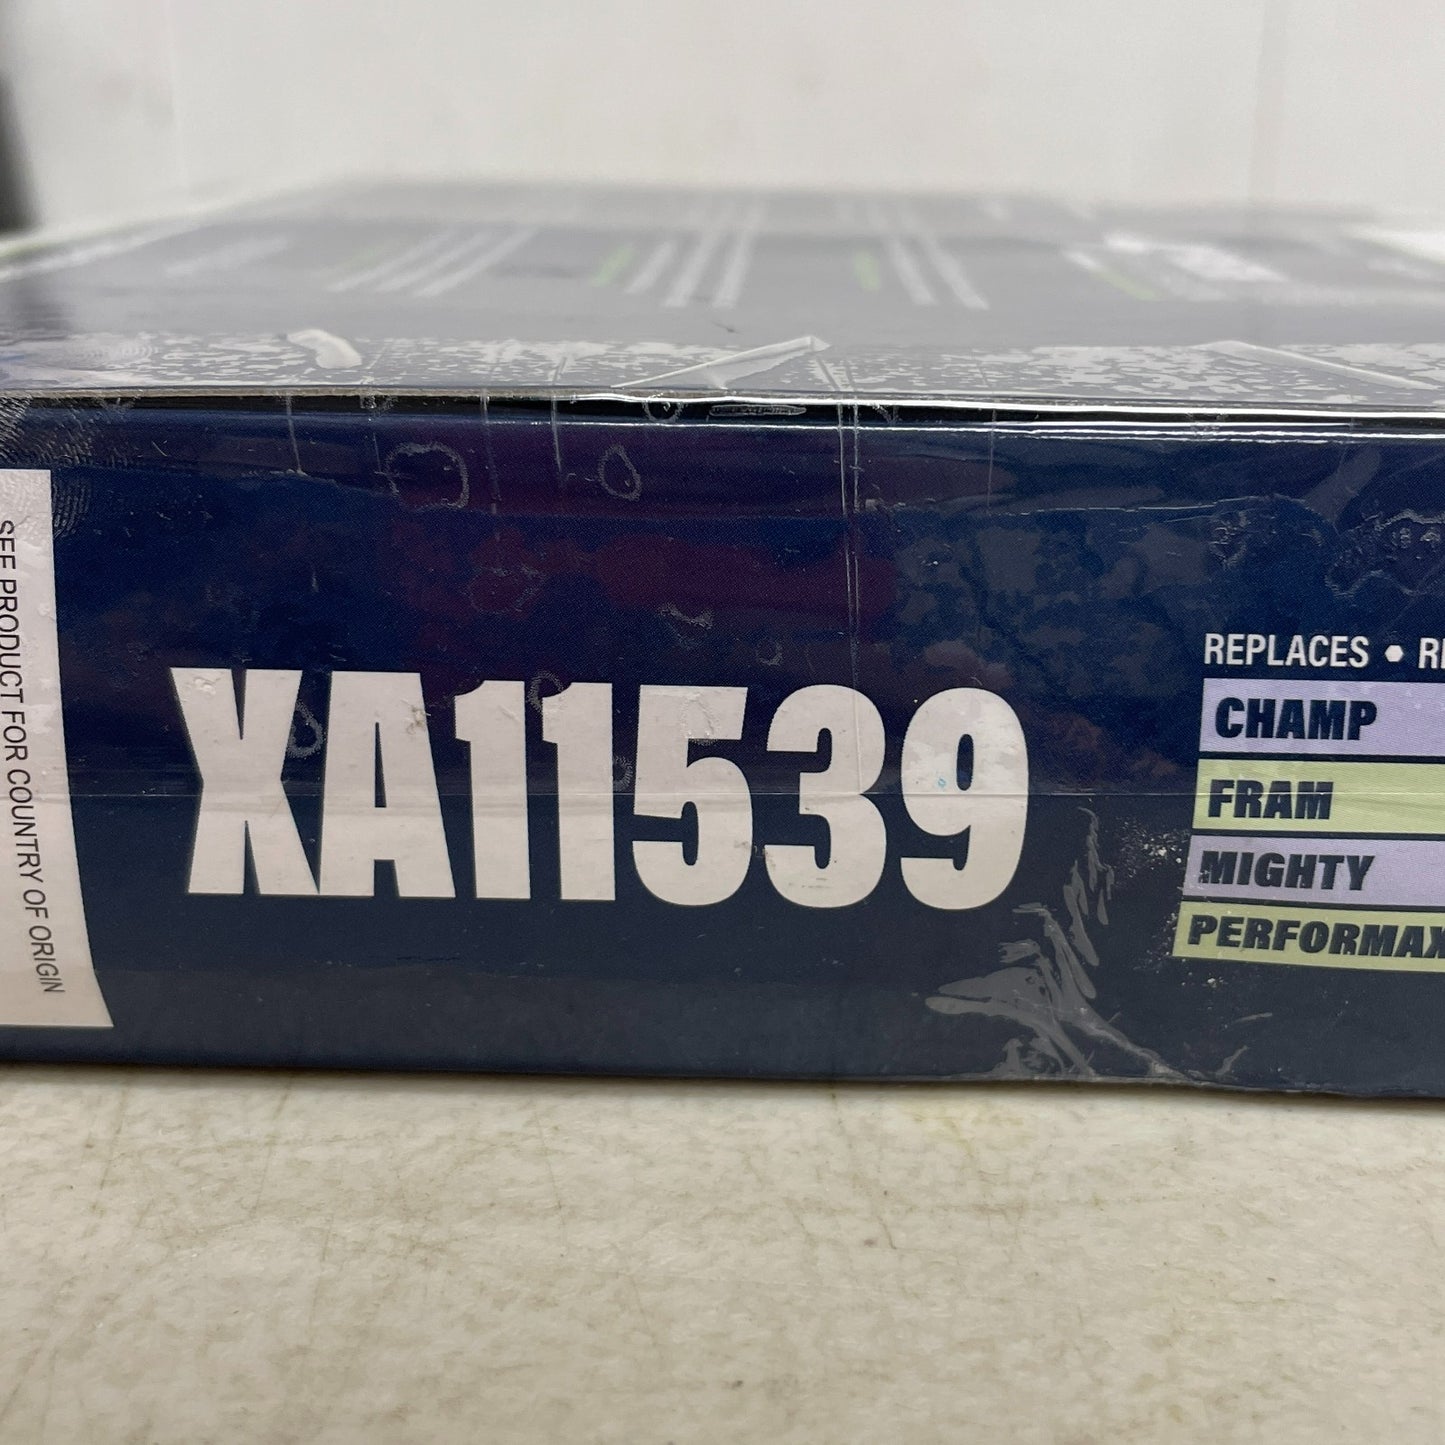 SEE PRODUCT FOR COUNTRY OF ORIGIN
XA11539
REPLACES • R
CHAMP
FRAM
MIGHTY
PERFORMAX